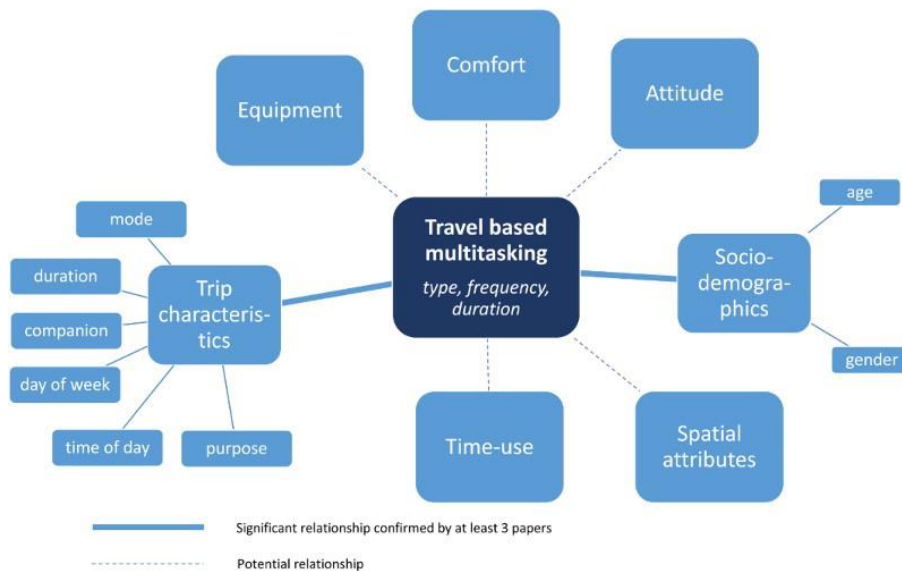 Comfort
Equipment
Attitude
mode
age
Travel based
multitasking
type, frequency,
duration
duration
Trip
characteris-
tics
Socio-
demogra-
phics
companion
day of week
gender
time of day
purpose
Time-use
Spatial
attributes
Significant relationship confirmed by at least 3 papers
Potential relationship